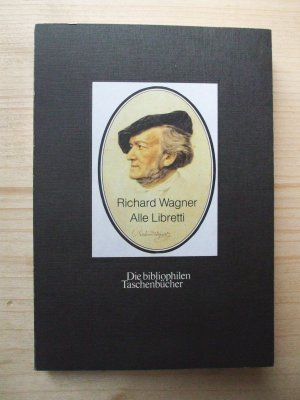 Richard Wagner
Alle Libretti
Die bibliophilen
Taschenbücher